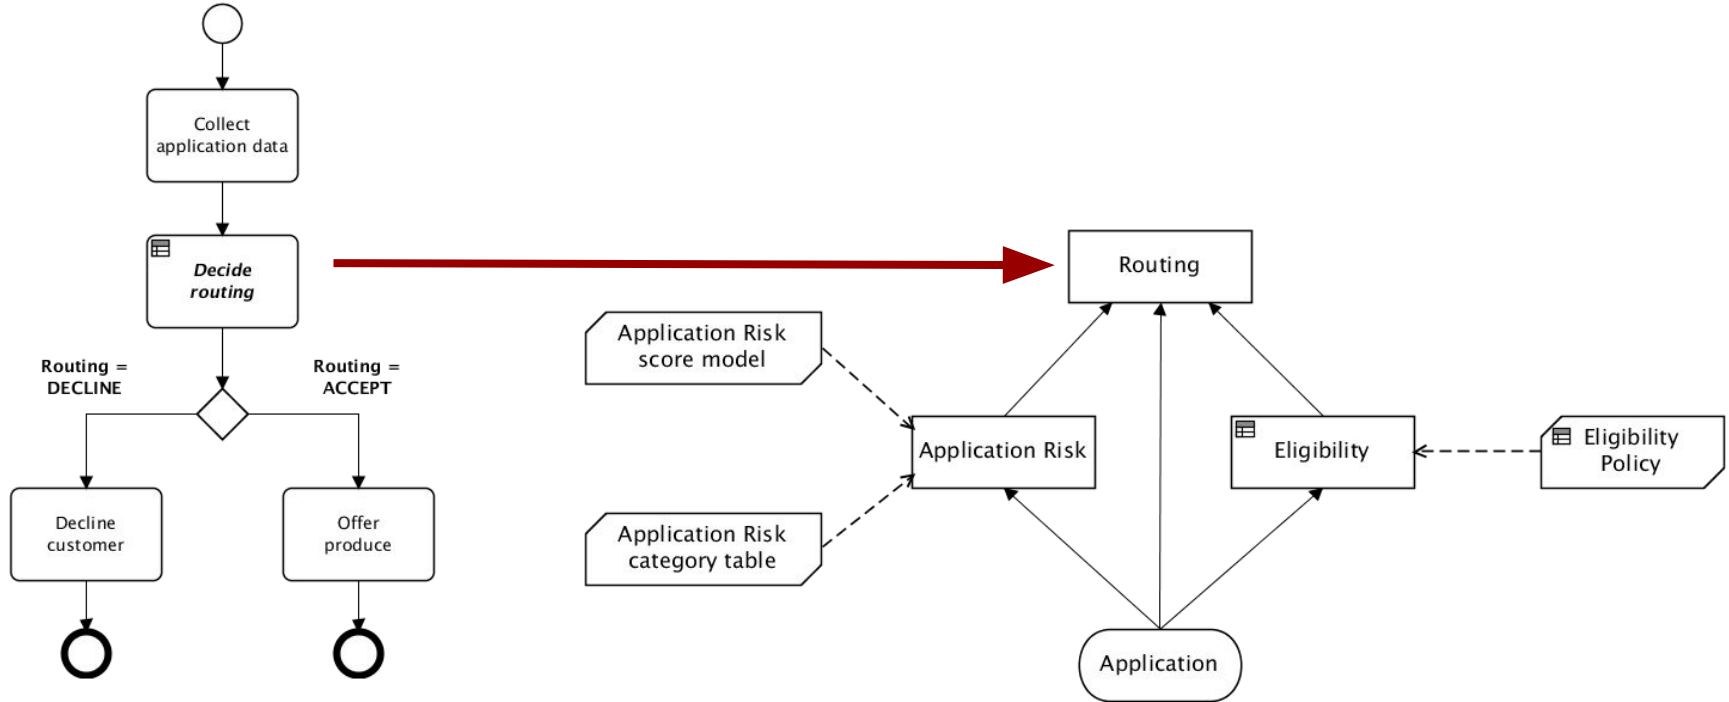 Collect
application data
Decide
routing
Routing =
DECLINE
Routing =
ACCEPT
Decline
customer
Offer
produce
Routing
Application Risk
score model
Application Risk
Eligibility
Eligibility
Policy
Application Risk
category table
Application